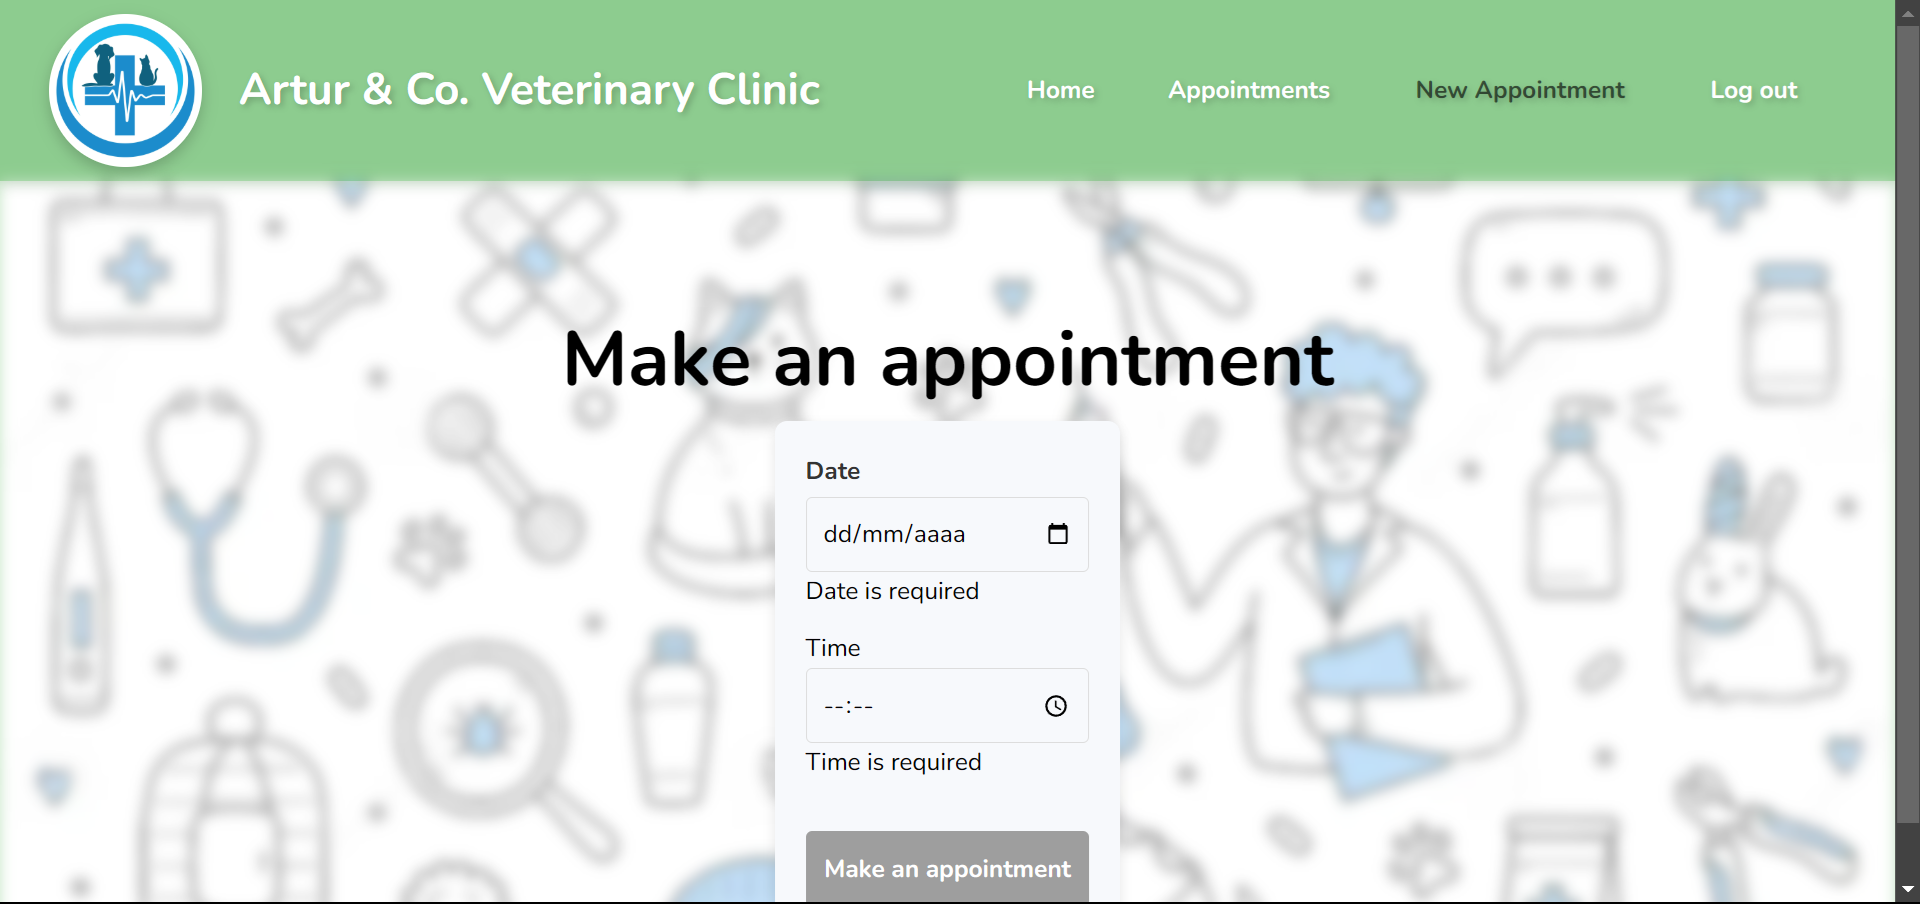 Artur & Co. Veterinary Clinic
Home
Appointments
New Appointment
Log out
Make an appointment
Date
dd/mm/aaaa
Date is required
Time
--:--
Time is required
Make an appointment